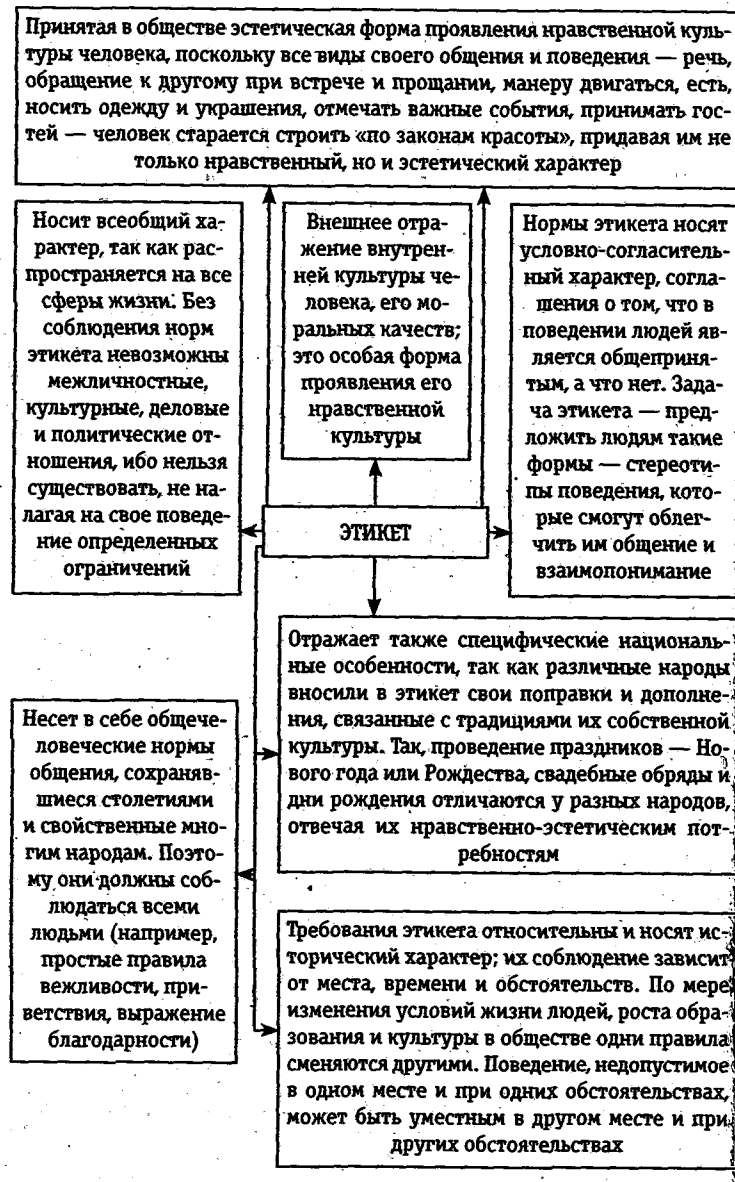 Принятая в обществе эстетическая форма проявления нравственной куль-
туры человека, поскольку все виды своего общения и поведения — речь,
обращение к другому при встрече и прощании, манеру двигаться, есть,
носить одежду и украшения, отмечать важные события, принимать гос-
тей — человек старается строить «по законам красоты», придавая им не
только нравственный, но и эстетический характер
Носит всеобщий ха-
рактер, так как рас-
пространяется на все
сферы жизни. Без
соблюдения норм
этикета невозможны
межличностные,
культурные, деловые
и политические от-
ношения, ибо нельзя
существовать, не на-
лагая на свое поведе-
ние определенных
ограничений
Внешнее отра-
жение внутрен-
ней культуры че-
ловека, его мо-
ральных качеств;
это особая форма
проявления его
нравственной
культуры
Нормы этикета носят
условно-согласитель-
ный характер, согла-
шения о том, что в
поведении людей яв-
ляется общеприня-
тым, а что нет. Зада-
ча этикета — пред-
ложить людям такие
формы — стереоти-
пы поведения, кото-
рые смогут облег-
чить им общение и
взаимопонимание
ЭТИКЕТ
Отражает также специфические националь-
ные особенности, так как различные народы
вносили в этикет свои поправки и дополне-
ния, связанные с традициями их собственной
культуры. Так, проведение праздников — Но-
вого года или Рождества, свадебные обряды и
дни рождения отличаются у разных народов,
отвечая их нравственно-эстетическим пот-
ребностям
Несет в себе общече-
ловеческие нормы
общения, сохраняв-
шиеся столетиями
и свойственные мно-
гим народам. Поэто-
му они должны соб-
людаться всеми
людьми (например,
простые правила
вежливости, при-
ветствия, выражение
благодарности)
Требования этикета относительны и носят ис-
торический характер; их соблюдение зависит
от места, времени и обстоятельств. По мере
изменения условий жизни людей, роста обра-
зования и культуры в обществе одни правила
сменяются другими. Поведение, недопустимое
в одном месте и при одних обстоятельствах,
может быть уместным в другом месте и при
других обстоятельствах